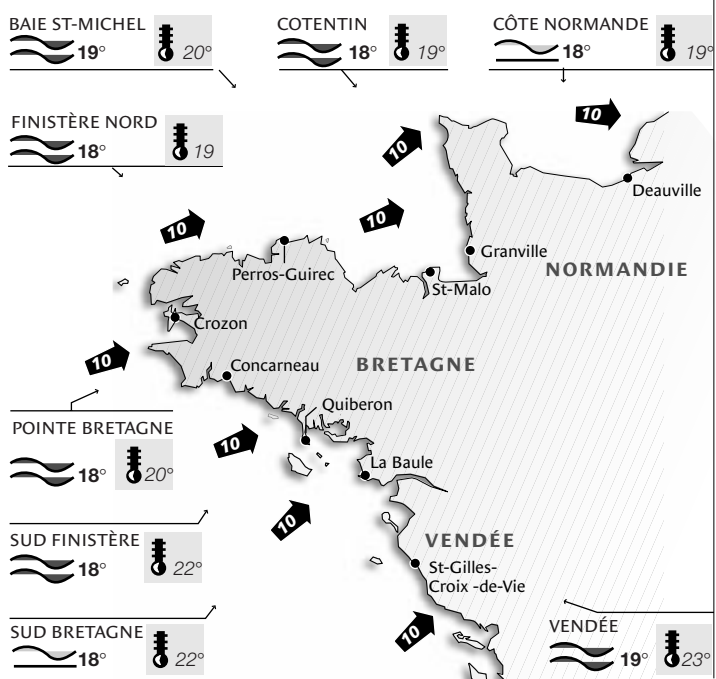 BAIE ST-MICHEL
19° 20°
COTENTIN
18° 19°
CÔTE NORMANDE
18° 19°
FINISTÈRE NORD
18° 19
10
10
10
10
Deauville
Granville
NORMANDIE
Perros-Guirec
St-Malo
Crozon
10
Concarneau
BRETAGNE
Quiberon
POINTE BRETAGNE
18° 20°
10
La Baule
10
SUD FINISTÈRE
18° 22°
VENDÉE
St-Gilles-
Croix -de-Vie
SUD BRETAGNE
18° 22°
10
VENDÉE
19° 23°